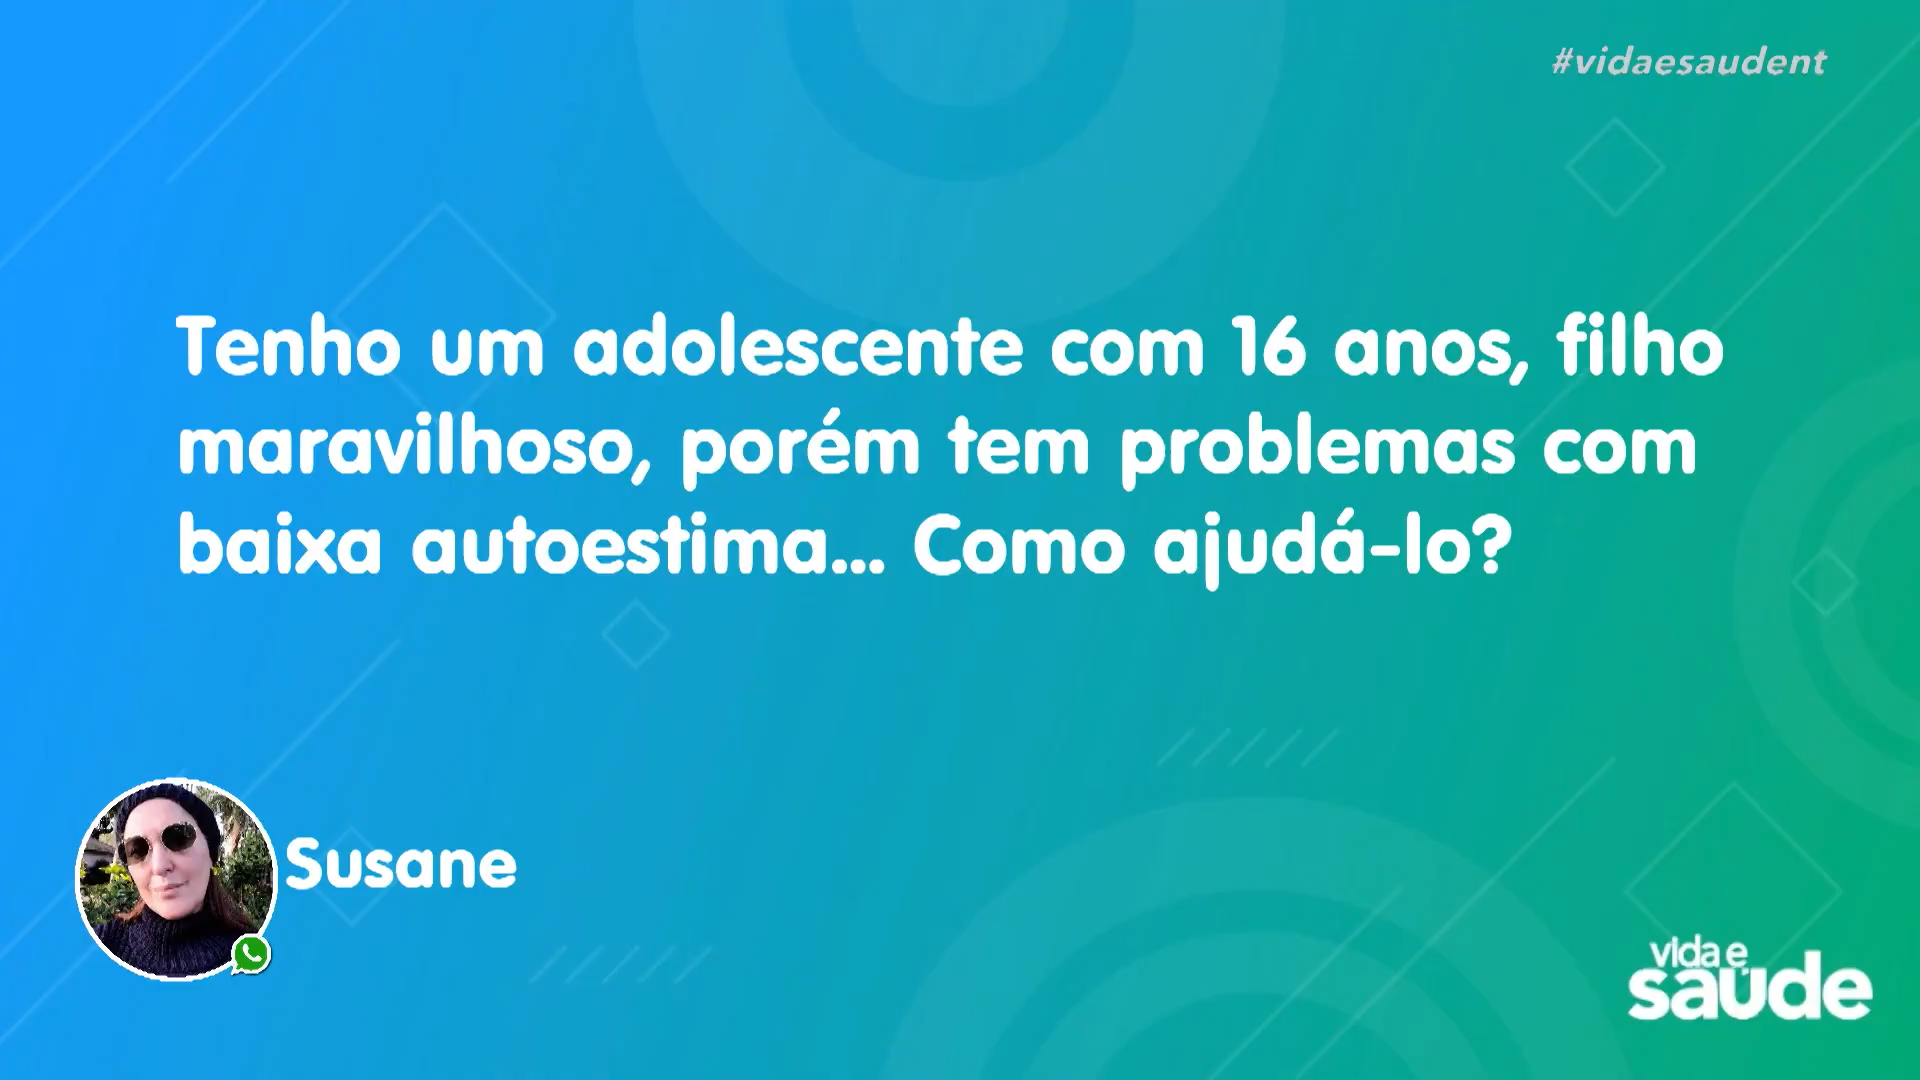 #vidaesaudent
Tenho um adolescente com 16 anos, filho
maravilhoso, porém tem problemas com
baixa autoestima... Como ajudá-lo?
Susane
vida e
saúde